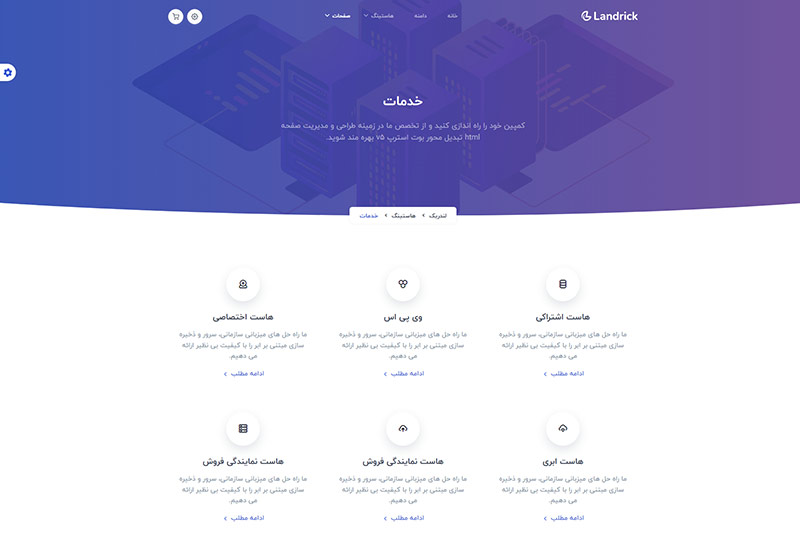 Landrick
خانه
دامنه
هاستینگ
صفحات
خدمات
کمپین خود را راه اندازی کنید و از تخصص ما در زمینه طراحی و مدیریت صفحه
html تبدیل محور بوت استرپ v5 بهره مند شوید.
لندریک
هاستینگ
خدمات
هاست اشتراکی
ما راه حل های میزبانی سازمانی، سرور و ذخیره
سازی مبتنی بر ابر را با کیفیت بی نظیر ارائه
می دهیم.
ادامه مطلب
وی پی اس
ما راه حل های میزبانی سازمانی، سرور و ذخیره
سازی مبتنی بر ابر را با کیفیت بی نظیر ارائه
می دهیم.
ادامه مطلب
هاست اختصاصی
ما راه حل های میزبانی سازمانی، سرور و ذخیره
سازی مبتنی بر ابر را با کیفیت بی نظیر ارائه
می دهیم.
ادامه مطلب
هاست ابری
ما راه حل های میزبانی سازمانی، سرور و ذخیره
سازی مبتنی بر ابر را با کیفیت بی نظیر ارائه
می دهیم.
ادامه مطلب
هاست نمایندگی فروش
ما راه حل های میزبانی سازمانی، سرور و ذخیره
سازی مبتنی بر ابر را با کیفیت بی نظیر ارائه
می دهیم.
ادامه مطلب
هاست نمایندگی فروش
ما راه حل های میزبانی سازمانی، سرور و ذخیره
سازی مبتنی بر ابر را با کیفیت بی نظیر ارائه
می دهیم.
ادامه مطلب